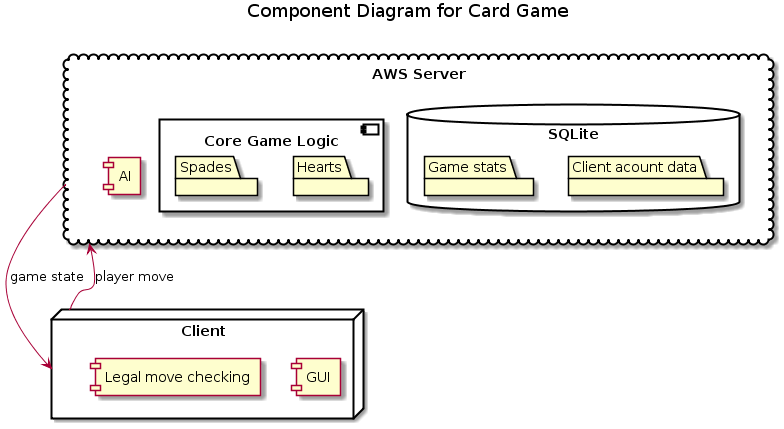 Component Diagram for Card Game
AWS Server
SQLite
Core Game Logic
Spades
Hearts
Game stats
Client acount data
AI
game state
player move
Client
Legal move checking
GUI